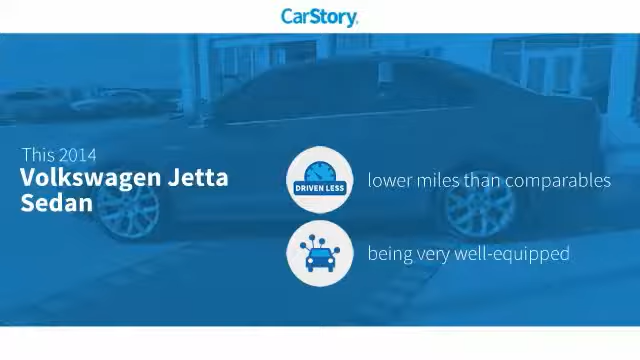 CarStory
This 2014
Volkswagen Jetta
Sedan
DRIVEN LESS
lower miles than comparables
being very well-equipped